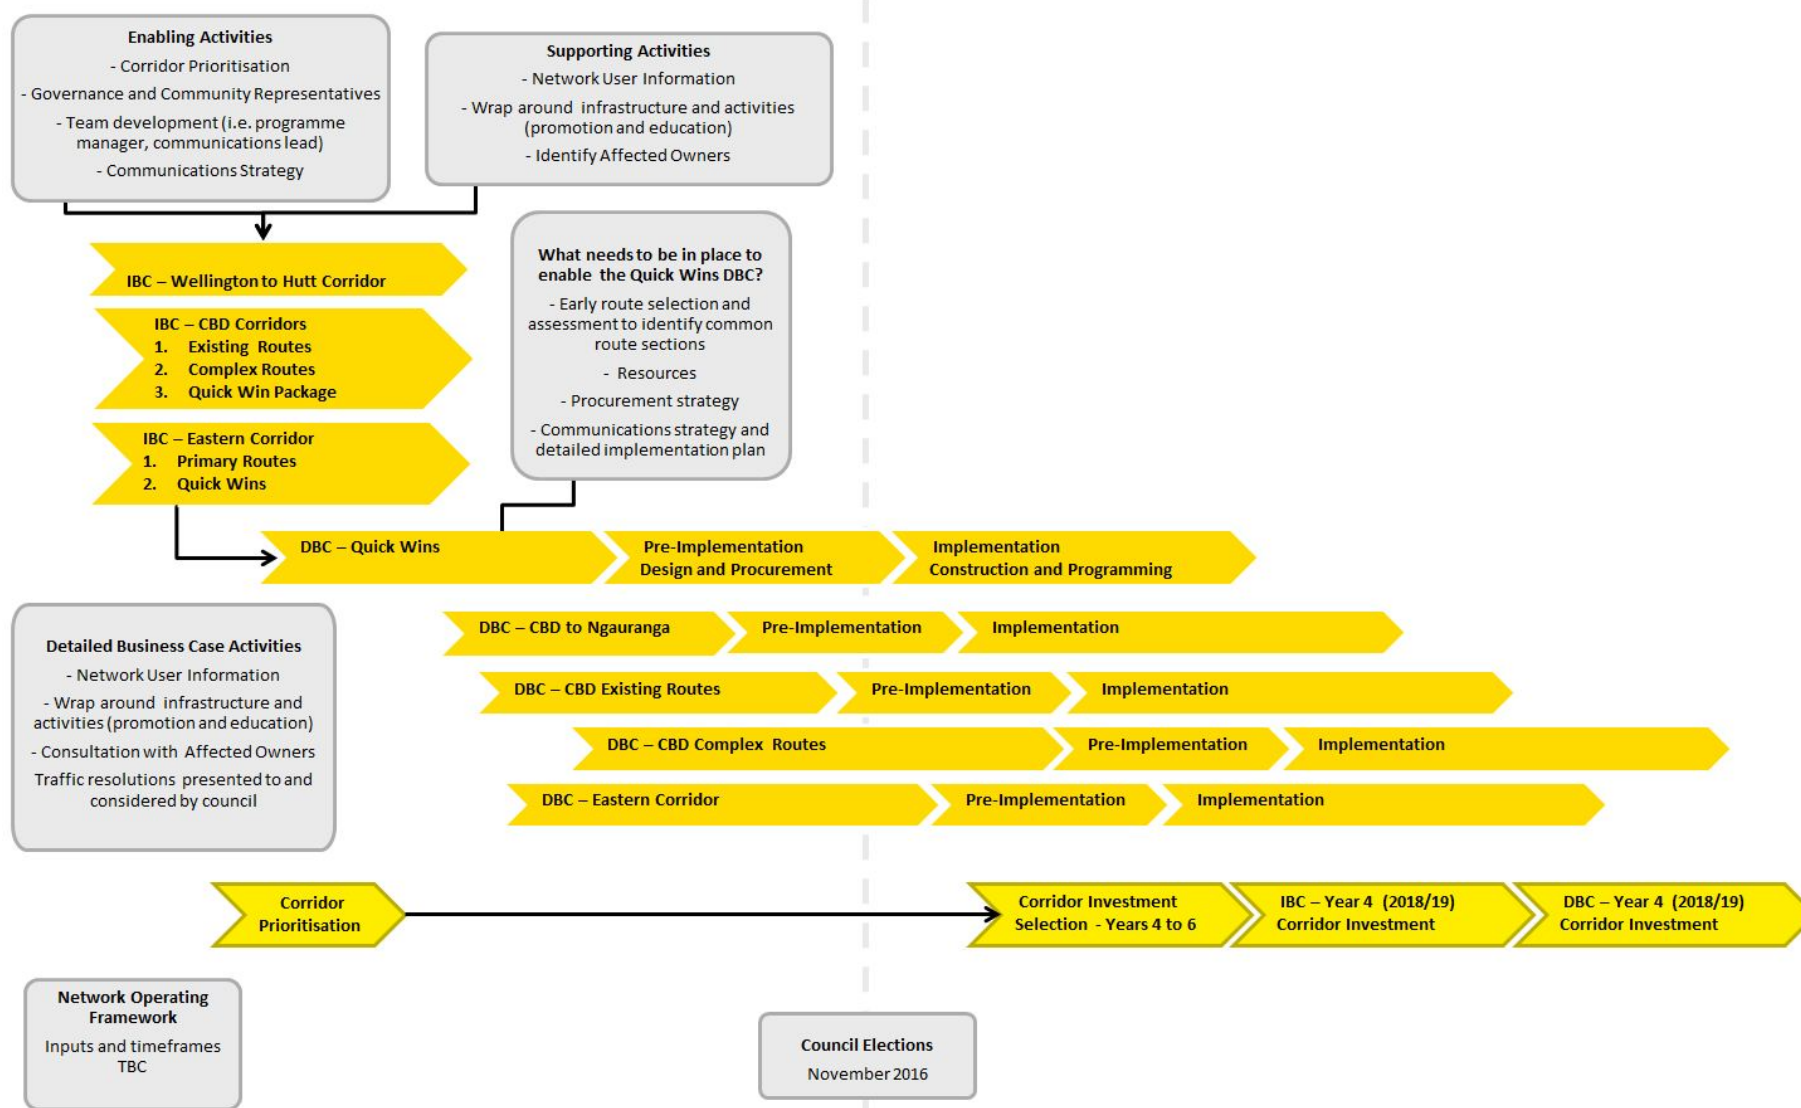 Enabling Activities
- Corridor Prioritisation
- Governance and Community Representatives
- Team development (i.e. programme
manager, communications lead)
- Communications Strategy
Supporting Activities
- Network User Information
- Wrap around infrastructure and activities
(promotion and education)
- Identify Affected Owners
What needs to be in place to
enable the Quick Wins DBC?
- Early route selection and
assessment to identify common
route sections
- Resources
- Procurement strategy
- Communications strategy and
detailed implementation plan
IBC – Wellington to Hutt Corridor
IBC – CBD Corridors
1. Existing Routes
2. Complex Routes
3. Quick Win Package
IBC – Eastern Corridor
1. Primary Routes
2. Quick Wins
DBC – Quick Wins
Pre-Implementation
Design and Procurement
Implementation
Construction and Programming
Detailed Business Case Activities
- Network User Information
- Wrap around infrastructure and
activities (promotion and education)
- Consultation with Affected Owners
Traffic resolutions presented to and
considered by council
DBC – CBD to Ngauranga
Pre-Implementation
Implementation
DBC – CBD Existing Routes
Pre-Implementation
Implementation
DBC – CBD Complex Routes
Pre-Implementation
Implementation
DBC – Eastern Corridor
Pre-Implementation
Implementation
Corridor
Prioritisation
Corridor Investment
Selection - Years 4 to 6
IBC – Year 4 (2018/19)
Corridor Investment
DBC – Year 4 (2018/19)
Corridor Investment
Network Operating
Framework
Inputs and timeframes
TBC
Council Elections
November 2016